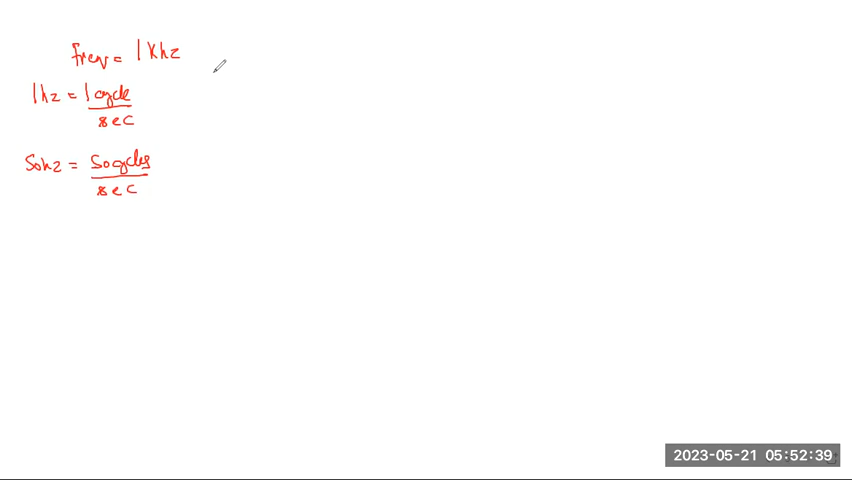 freq = 1 Khz
1hz = 1 cycle
sec
50hz = 50 cycles
sec
2023-05-21 05:52:39